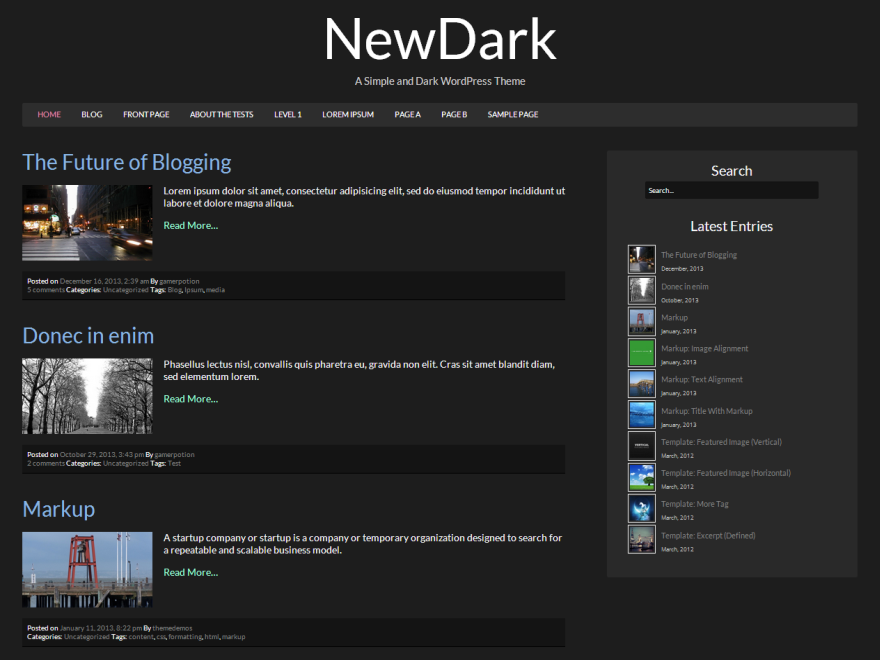 NewDark
A Simple and Dark WordPress Theme
HOME BLOG FRONT PAGE ABOUT THE TESTS LEVEL 1 LOREM IPSUM PAGE A PAGE B SAMPLE PAGE
The Future of Blogging
Lorem ipsum dolor sit amet, consectetur adipisicing elit, sed do eiusmod tempor incididunt ut
labore et dolore magna aliqua.
Read More...
Posted on December 16, 2013, 2:39 am By gamerpotion
5 comments Categories: Uncategorized Tags: Blog, Ipsum, media
Donec in enim
Phasellus lectus nisl, convallis quis pharetra eu, gravida non elit. Cras sit amet blandit diam,
sed elementum lorem.
Read More...
Posted on October 29, 2013, 3:43 pm By gamerpotion
2 comments Categories: Uncategorized Tags: Test
Markup
A startup company or startup is a company or temporary organization designed to search for
a repeatable and scalable business model.
Read More...
Posted on January 11, 2013, 8:22 pm By themedemos
Categories: Uncategorized Tags: content, css, formatting, html, markup
Search
Search...
Latest Entries
The Future of Blogging
December, 2013
Donec in enim
October, 2013
Markup
January, 2013
Markup: Image Alignment
January, 2013
Markup: Text Alignment
January, 2013
Markup: Title With Markup
January, 2013
Template: Featured Image (Vertical)
March, 2012
Template: Featured Image (Horizontal)
March, 2012
Template: More Tag
March, 2012
Template: Excerpt (Defined)
March, 2012